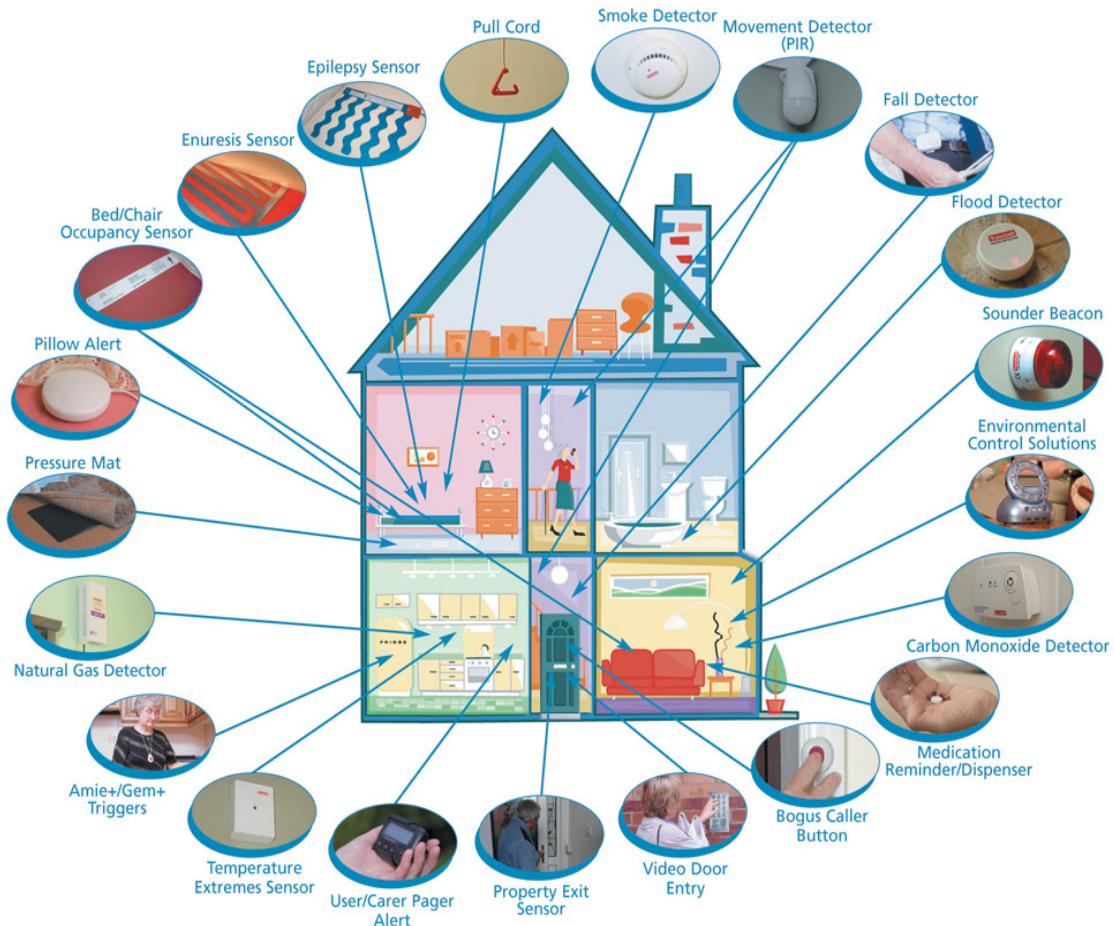 Smoke Detector
Pull Cord
Movement Detector
(PIR)
Epilepsy Sensor
Fall Detector
Enuresis Sensor
Flood Detector
Bed/Chair
Occupancy Sensor
Sounder Beacon
Pillow Alert
Environmental
Control Solutions
Pressure Mat
FRIDGE
Natural Gas Detector
Carbon Monoxide Detector
Medication
Reminder/Dispenser
Amie+/Gem+
Triggers
Bogus Caller
Button
Temperature
Extremes Sensor
Video Door
Entry
User/Carer Pager
Alert
Property Exit
Sensor